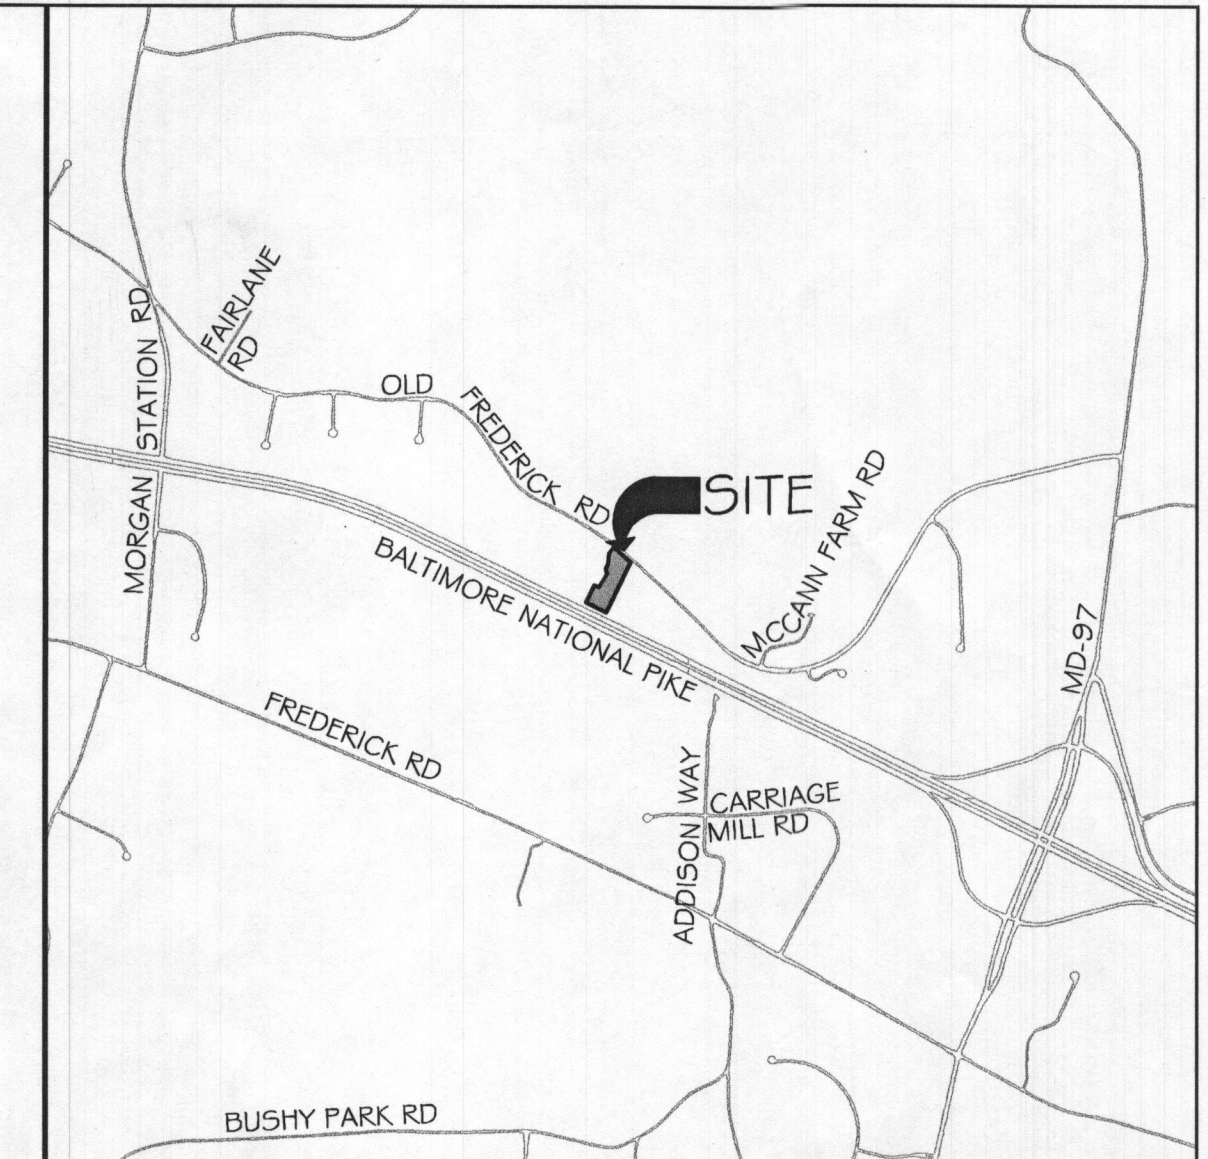 FAIRLANE
RD
MORGAN STATION RD
OLD FREDERICK RD
SITE
MCCANN FARM RD
BALTIMORE NATIONAL PIKE
MD-97
FREDERICK RD
ADDISON WAY
CARRIAGE
MILL RD
BUSHY PARK RD